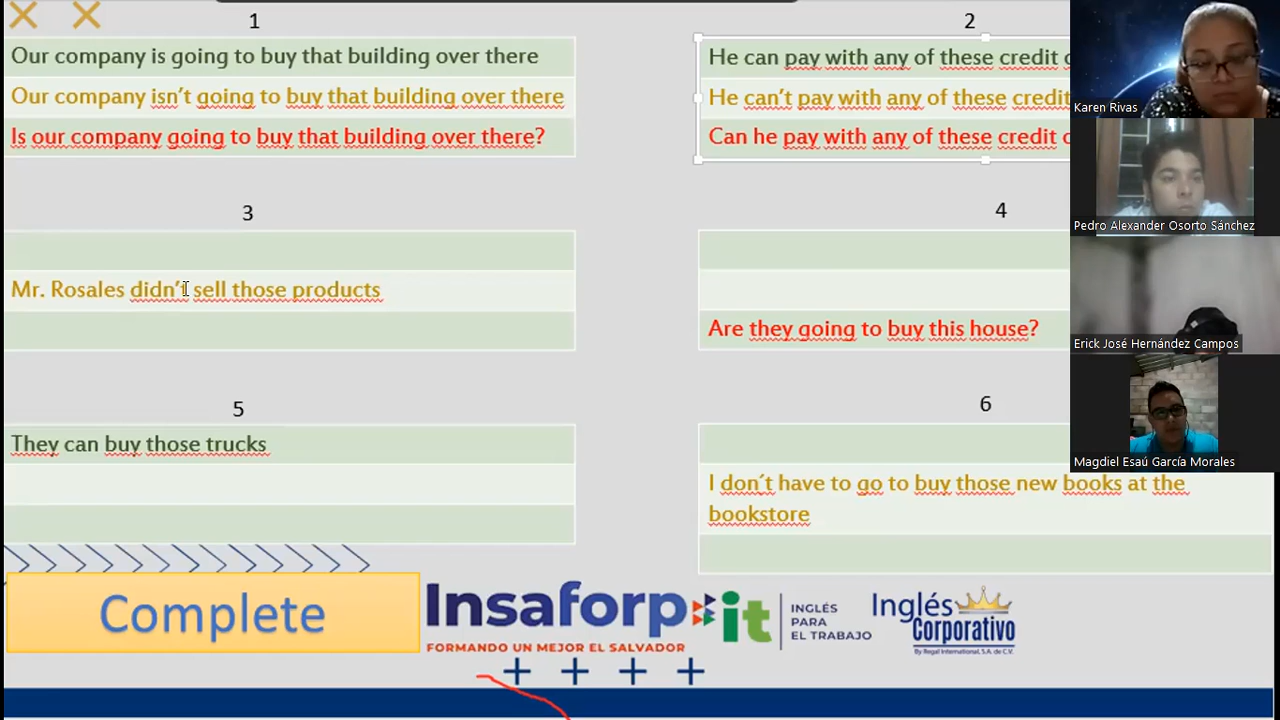 1
Our company is going to buy that building over there
Our company isn't going to buy that building over there
Is our company going to buy that building over there?
2
He can pay with any of these credit
He can't pay with any of these credit
Can he pay with any of these credit
3
Mr. Rosales didn't sell those products
4
Are they going to buy this house?
5
They can buy those trucks
6
I don´t have to go to buy those new books at the
bookstore
Karen Rivas
Pedro Alexander Osorto Sánchez
Erick José Hernández Campos
Magdiel Esaú García Morales
Complete
Insaforp
FORMANDO UN MEJOR EL SALVADOR
it
INGLÉS
PARA
EL TRABAJO
Inglés
Corporativo
By Regal International, S.A. de C.V.